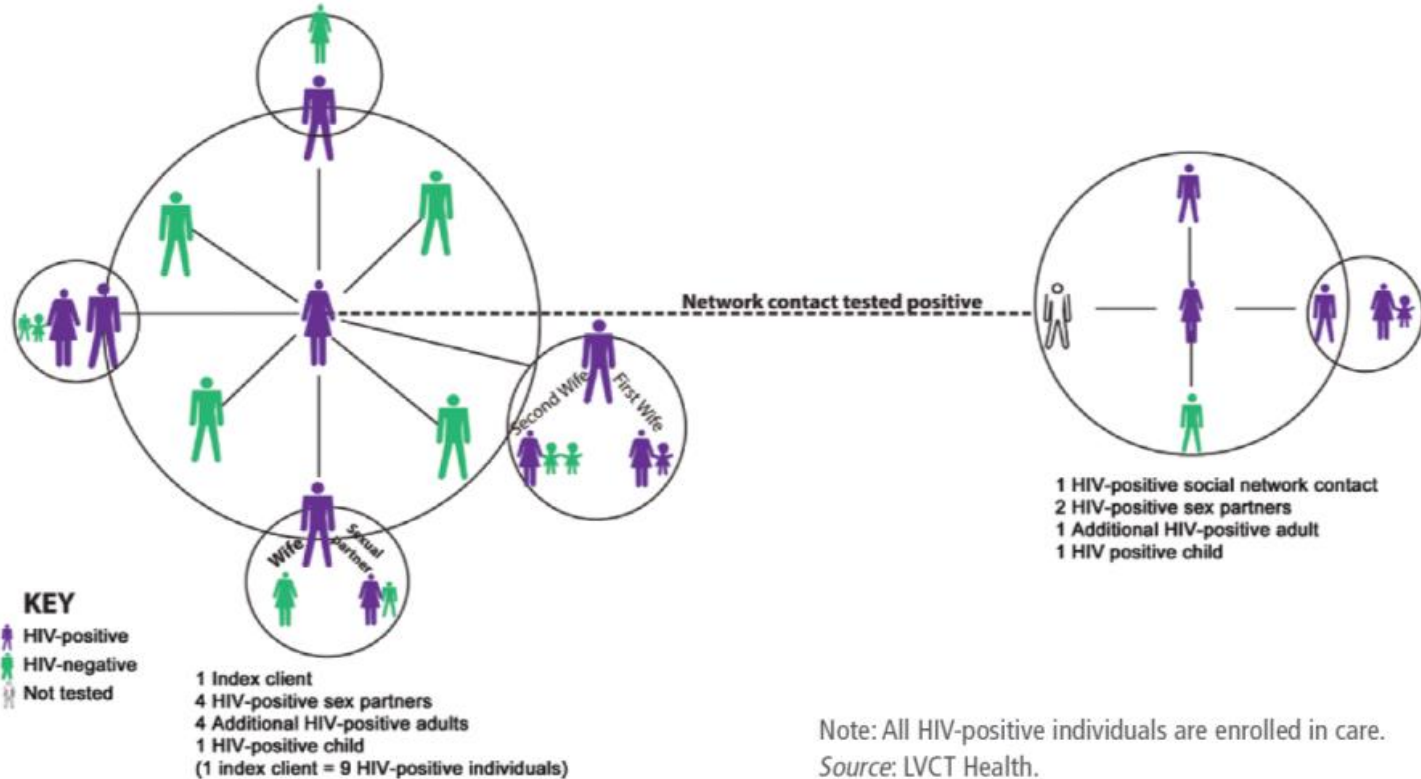 Network contact tested positive
Second Wife
First Wife
Wife
Sexual
partner
1 HIV-positive social network contact
2 HIV-positive sex partners
1 Additional HIV-positive adult
1 HIV positive child
KEY
HIV-positive
HIV-negative
Not tested
1 Index client
4 HIV-positive sex partners
4 Additional HIV-positive adults
1 HIV-positive child
(1 index client = 9 HIV-positive individuals)
Note: All HIV-positive individuals are enrolled in care.
Source: LVCT Health.